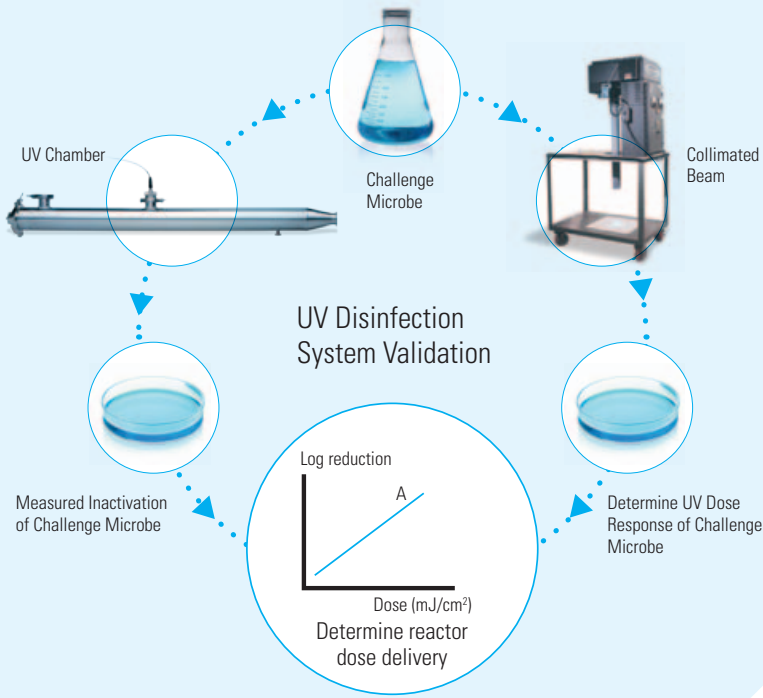 UV Chamber
Challenge
Microbe
Collimated
Beam
UV Disinfection
System Validation
Measured Inactivation
of Challenge Microbe
Determine UV Dose
Response of Challenge
Microbe
Log reduction
A
Dose (mJ/cm²)
Determine reactor
dose delivery